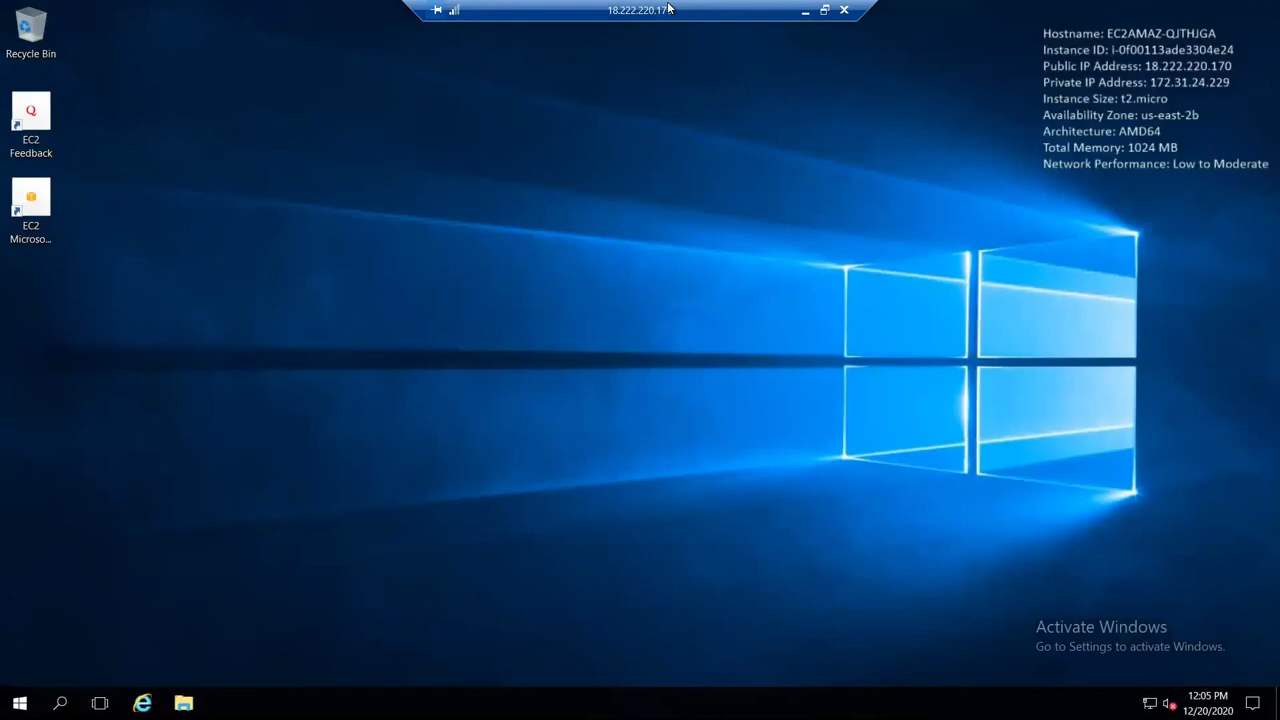 18.222.220.17
Recycle Bin
Q
EC2
Feedback
EC2
Microso...
Hostname: EC2AMAZ-QJTHJGA
Instance ID: i-0f00113ade3304e24
Public IP Address: 18.222.220.170
Private IP Address: 172.31.24.229
Instance Size: t2.micro
Availability Zone: us-east-2b
Architecture: AMD64
Total Memory: 1024 MB
Network Performance: Low to Moderate
Activate Windows
Go to Settings to activate Windows.
12:05 PM
12/20/2020